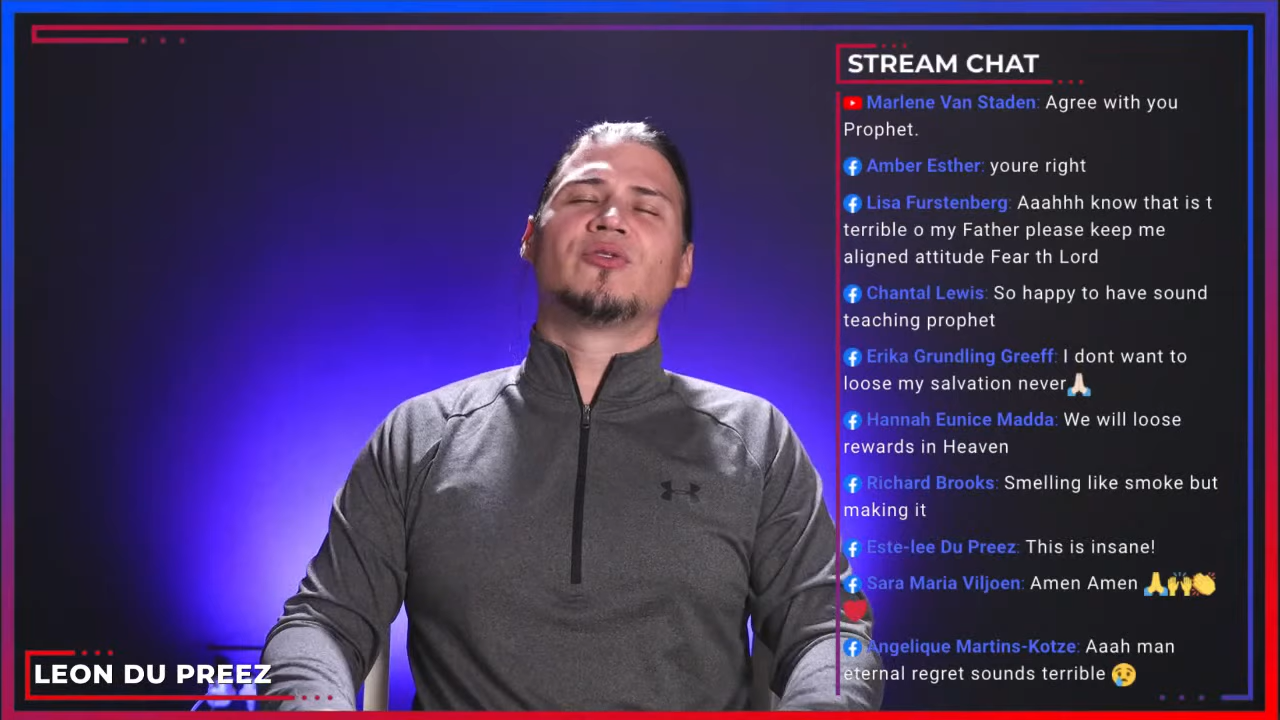 STREAM CHAT
Marlene Van Staden: Agree with you
Prophet.
Amber Esther: youre right
Lisa Furstenberg: Aaahhh know that is t
terrible o my Father please keep me
aligned attitude Fear th Lord
Chantal Lewis: So happy to have sound
teaching prophet
Erika Grundling Greeff: I dont want to
loose my salvation never🙏🏻
Hannah Eunice Madda: We will loose
rewards in Heaven
Richard Brooks: Smelling like smoke but
making it
Este-lee Du Preez: This is insane!
Sara Maria Viljoen: Amen Amen 🙏🙌👏
❤️
Angelique Martins-Kotze: Aaah man
eternal regret sounds terrible 😢
LEON DU PREEZ